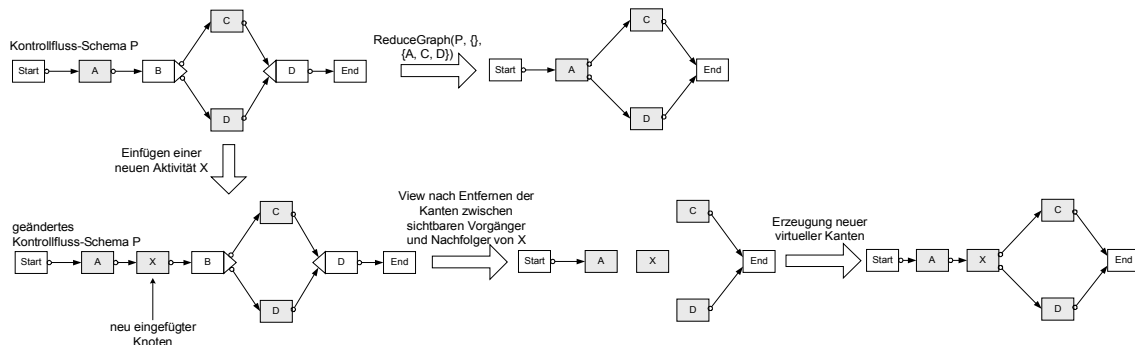 C
Kontrollfluss-Schema P
Start
A
B
D
End
D
ReduceGraph(P, {},
{A, C, D})
C
Start
A
End
D
Einfügen einer
neuen Aktivität X
geändertes
Kontrollfluss-Schema P
C
Start
A
X
B
D
End
D
neu eingefügter
Knoten
View nach Entfernen der
Kanten zwischen
sichtbaren Vorgänger
und Nachfolger von X
C
Start
A
X
End
D
Erzeugung neuer
virtueller Kanten
C
Start
A
X
End
D